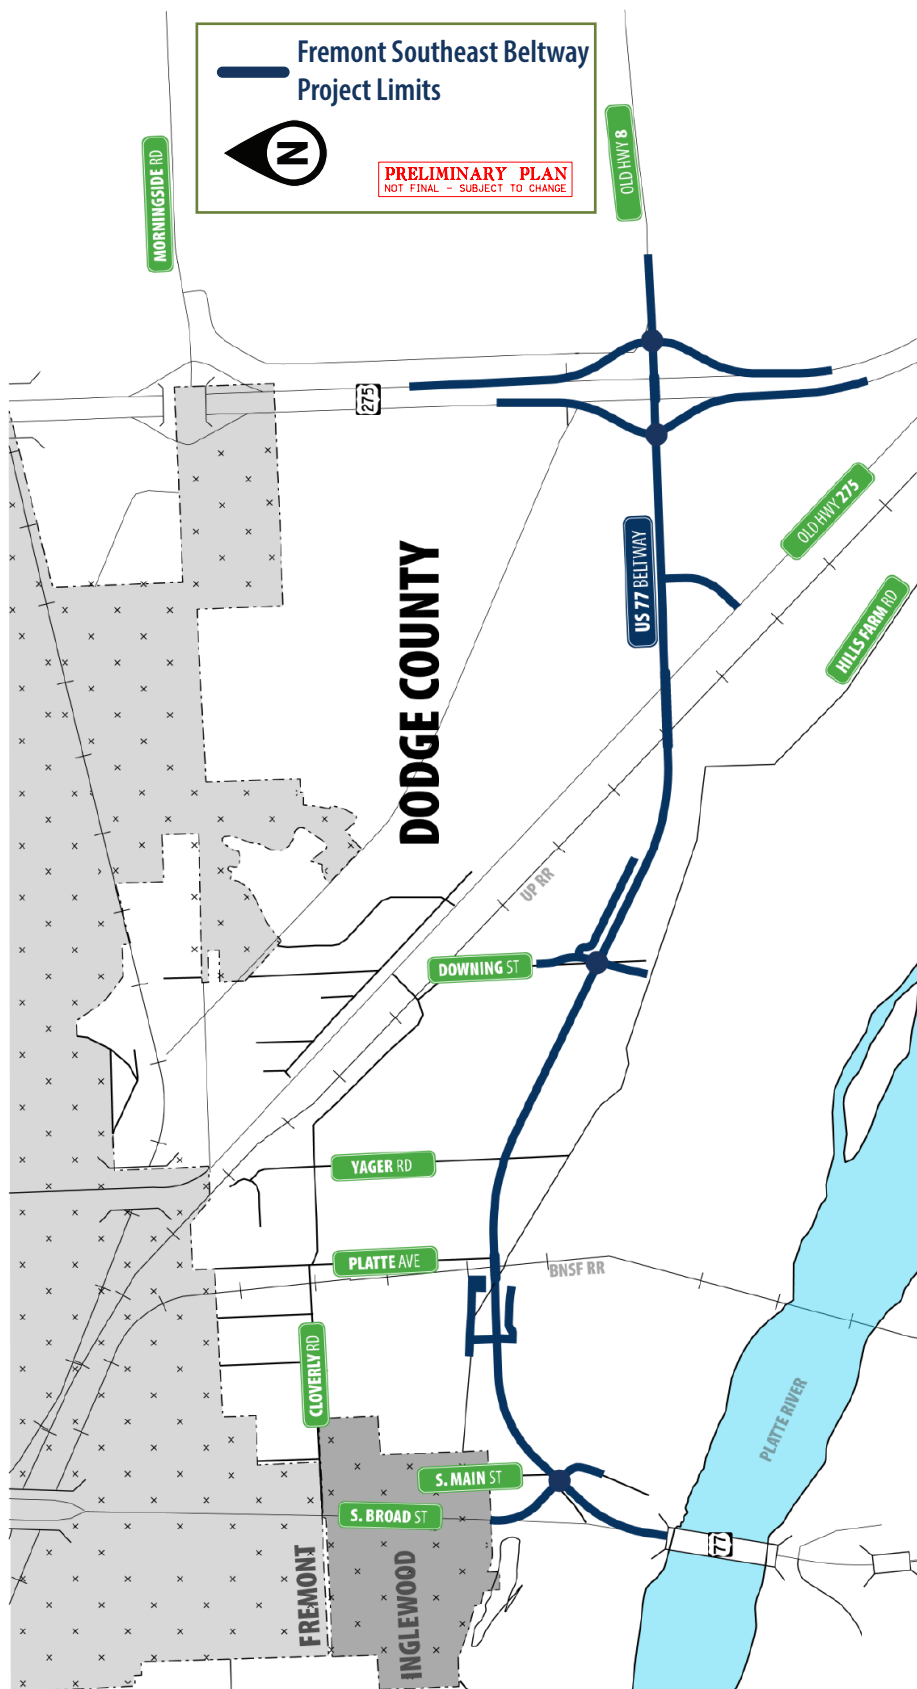 Fremont Southeast Beltway
Project Limits
N
PRELIMINARY PLAN
NOT FINAL - SUBJECT TO CHANGE
MORNINGSIDE RD
OLD HWY 8
275
OLD HWY 275
US 77 BELTWAY
HILLS FARM RD
DODGE COUNTY
UP RR
DOWNING ST
YAGER RD
PLATTE AVE
BNSF RR
CLOVERLY RD
PLATTE RIVER
S. MAIN ST
S. BROAD ST
77
FREMONT
INGLEWOOD